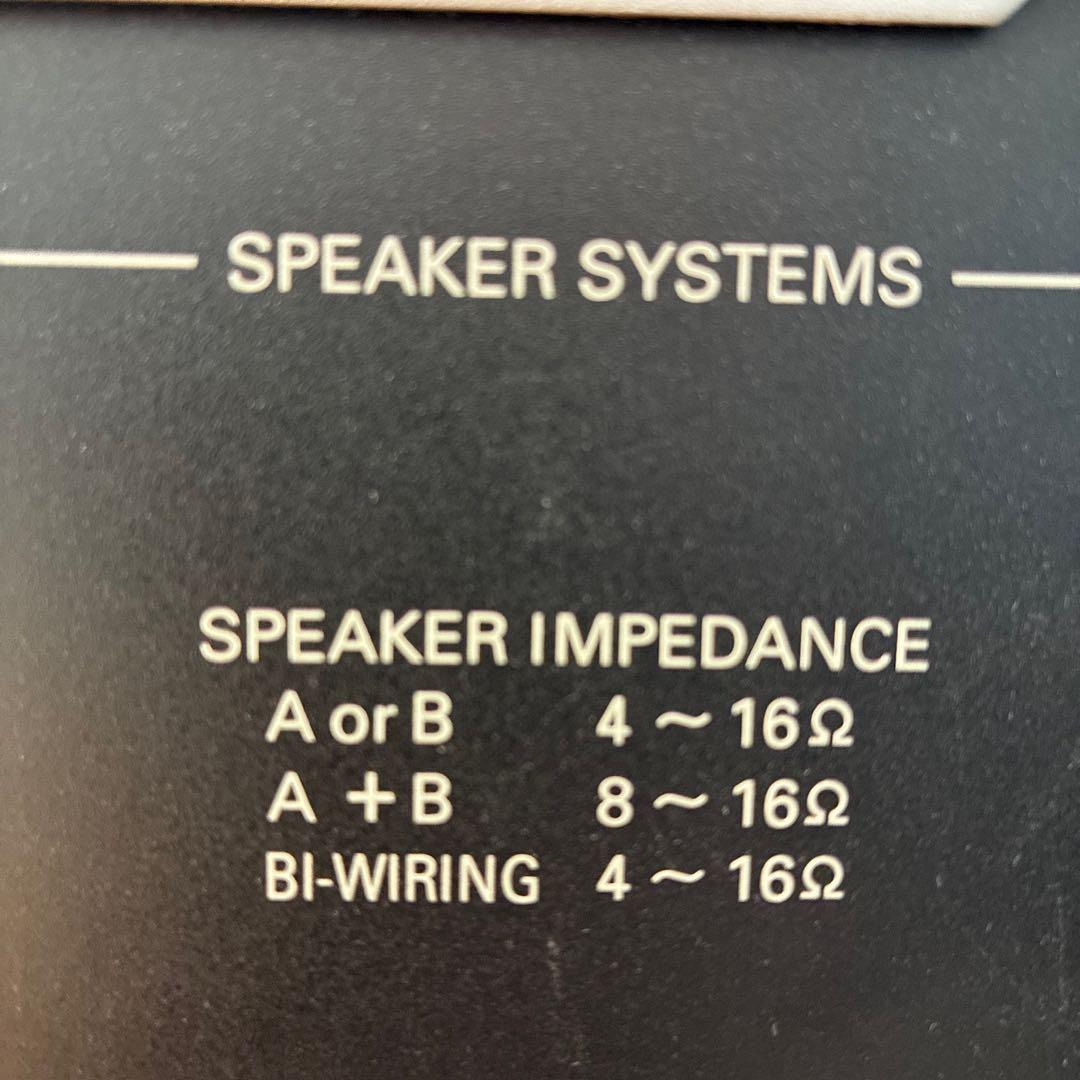 SPEAKER SYSTEMS
SPEAKER IMPEDANCE
A or B 4 ~ 16Ω
A + B 8 ~ 16Ω
BI-WIRING 4 ~ 16Ω